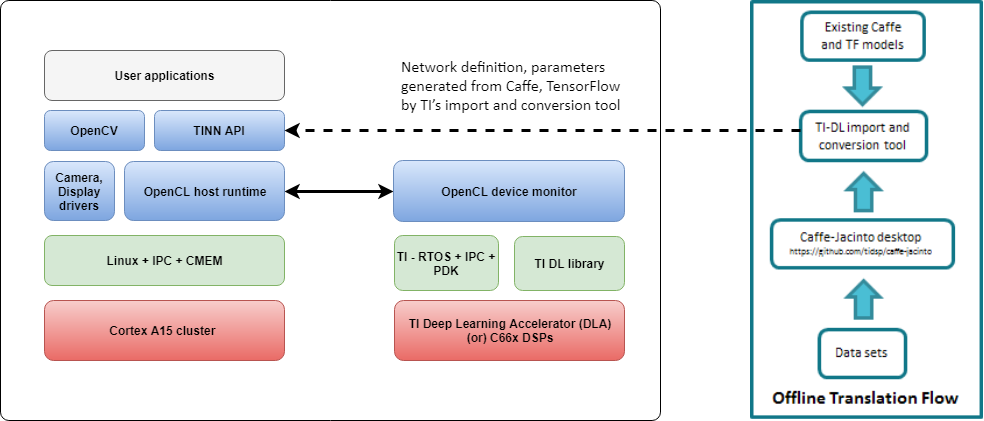 User applications
OpenCV
TINN API
Camera,
Display
drivers
OpenCL host runtime
Linux + IPC + CMEM
Cortex A15 cluster
Network definition, parameters
generated from Caffe, TensorFlow
by TI's import and conversion tool
OpenCL device monitor
TI - RTOS + IPC +
PDK
TI DL library
TI Deep Learning Accelerator (DLA)
(or) C66x DSPs
Existing Caffe
and TF models
TI-DL import and
conversion tool
Caffe-Jacinto desktop
https://github.com/tidsp/caffe-jacinto
Data sets
Offline Translation Flow